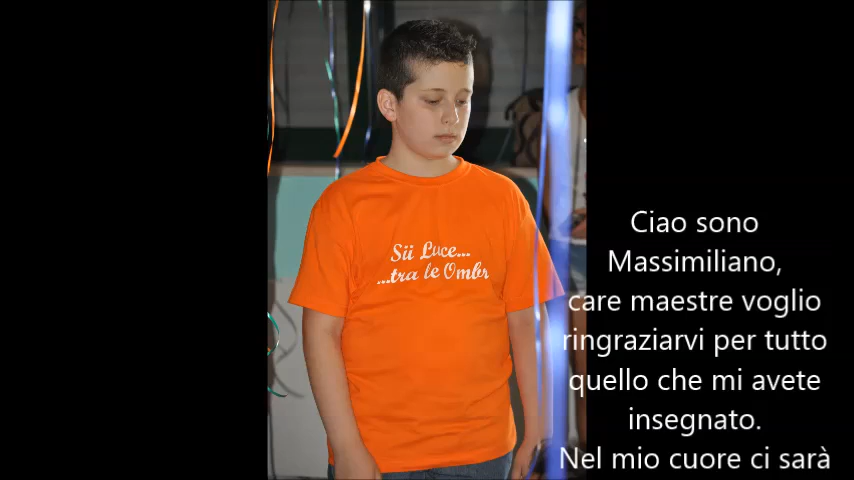 Sii Luce...
...tra le Ombr
Ciao sono
Massimiliano,
care maestre voglio
ringraziarvi per tutto
quello che mi avete
insegnato.
Nel mio cuore ci sarà